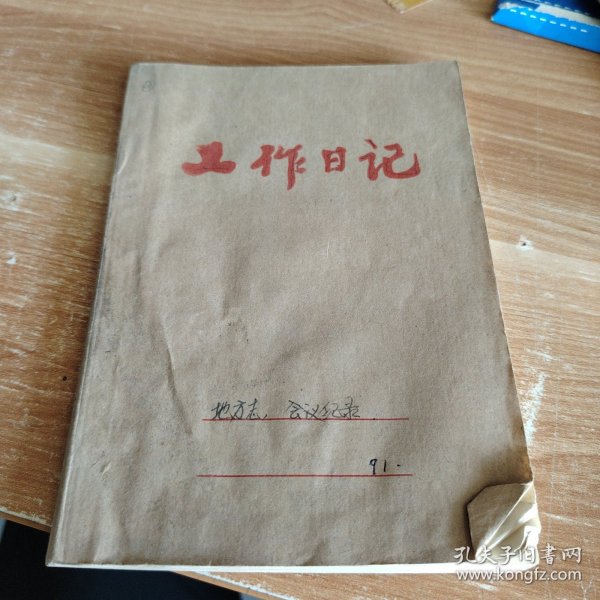 工作日记
地方志 会议纪录
91.
孔夫子旧書网
www.kongfz.com